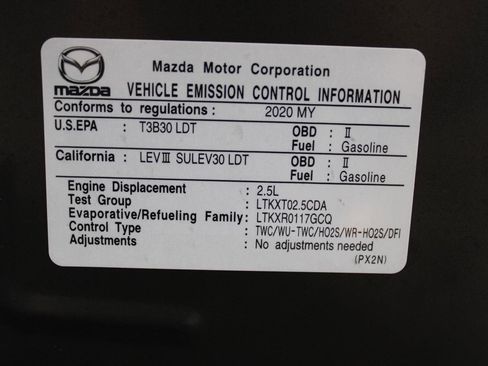 mazda
Mazda Motor Corporation
VEHICLE EMISSION CONTROL INFORMATION
Conforms to regulations : 2020 MY
U.S.EPA : T3B30 LDT OBD : II
Fuel : Gasoline
California : LEVIII SULEV30 LDT OBD : II
Fuel : Gasoline
Engine Displacement : 2.5L
Test Group : LTKXT02.5CDA
Evaporative/Refueling Family : LTKXR0117GCQ
Control Type : TWC/WU-TWC/HO2S/WR-HO2S/DFI
Adjustments : No adjustments needed
(PX2N)